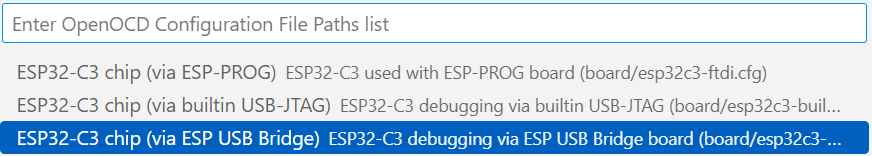 Enter OpenOCD Configuration File Paths list
ESP32-C3 chip (via ESP-PROG) ESP32-C3 used with ESP-PROG board (board/esp32c3-ftdi.cfg)
ESP32-C3 chip (via builtin USB-JTAG) ESP32-C3 debugging via builtin USB-JTAG (board/esp32c3-buil...
ESP32-C3 chip (via ESP USB Bridge) ESP32-C3 debugging via ESP USB Bridge board (board/esp32c3-...